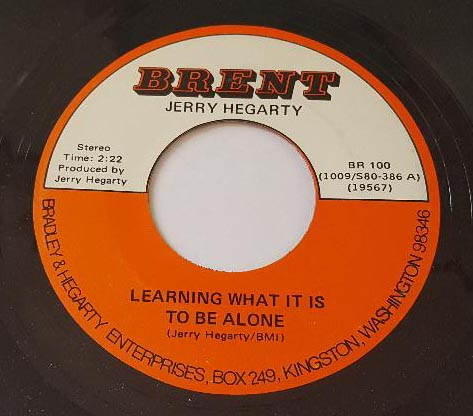 BRENT
JERRY HEGARTY
Stereo
Time: 2:22
Produced by
Jerry Hegarty
BR 100
(1009/S80-386 A)
(19567)
LEARNING WHAT IT IS
TO BE ALONE
(Jerry Hegarty/BMI)
BRADLEY & HEGARTY ENTERPRISES, BOX 249, KINGSTON, WASHINGTON 98346